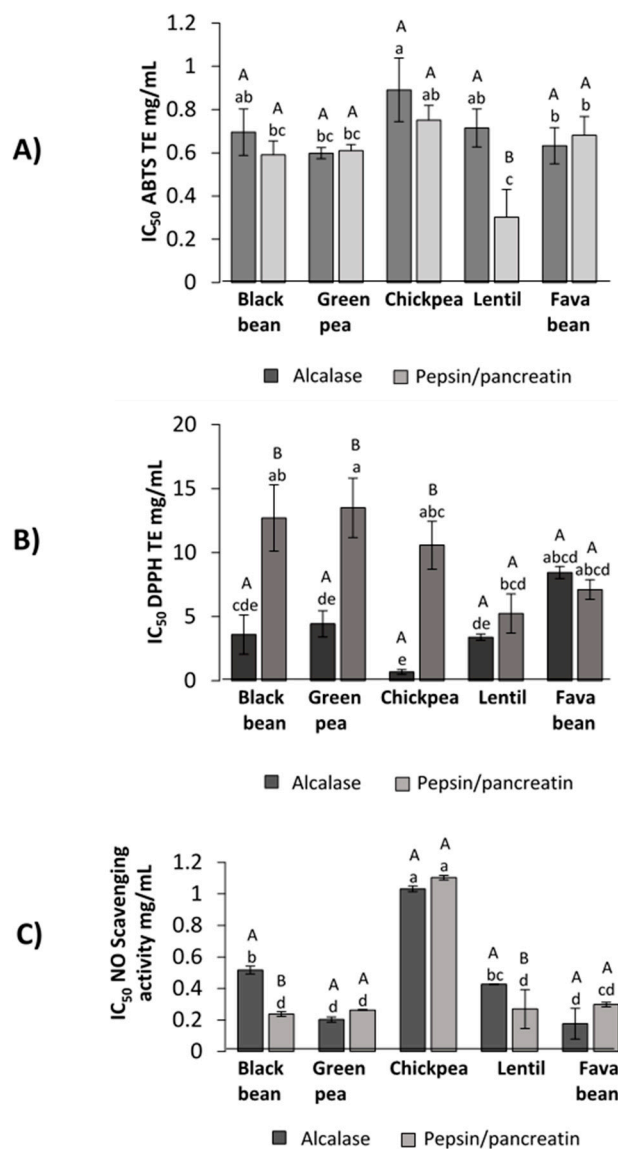 A)
IC50 ABTS TE mg/mL
1.2
1
0.8
0.6
0.4
0.2
0
A ab
A bc
A bc
A bc
A a
A ab
A ab
B c
A b
A b
Black bean
Green pea
Chickpea
Lentil
Fava bean
Alcalase Pepsin/pancreatin
B)
IC50 DPPH TE mg/mL
20
15
10
5
0
A cde
B ab
A de
B a
A e
B abc
A de
A bcd
A abcd
A abcd
Black bean
Green pea
Chickpea
Lentil
Fava bean
Alcalase Pepsin/pancreatin
C)
IC50 NO Scavenging
activity mg/mL
1.2
1
0.8
0.6
0.4
0.2
0
A b
B d
A d
A d
A a
A a
A bc
B d
A d
A cd
Black bean
Green pea
Chickpea
Lentil
Fava bean
Alcalase Pepsin/pancreatin